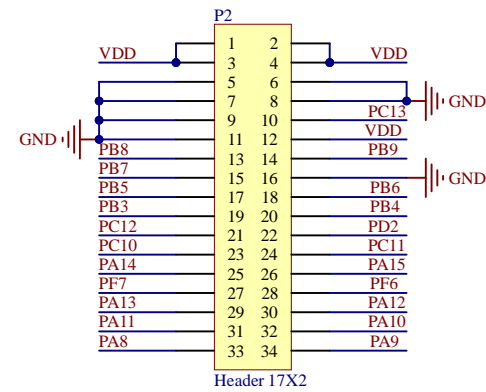 P2
1 2
VDD 3 4 VDD
5 6
7 8 GND
9 10 PC13
GND 11 12 VDD
PB8 13 14 PB9
PB7 15 16 GND
PB5 17 18 PB6
PB3 19 20 PB4
PC12 21 22 PD2
PC10 23 24 PC11
PA14 25 26 PA15
PF7 27 28 PF6
PA13 29 30 PA12
PA11 31 32 PA10
PA8 33 34 PA9
Header 17X2